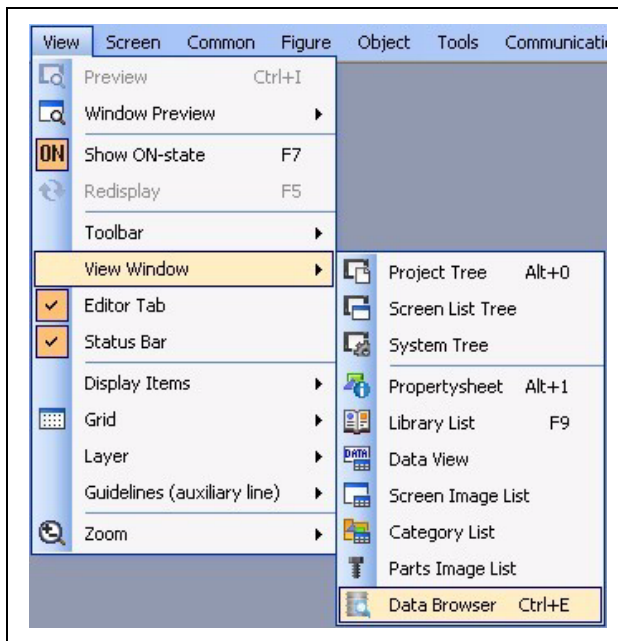 View Screen Common Figure Object Tools Communicati
Preview Ctrl+I
Window Preview
ON Show ON-state F7
Redisplay F5
Toolbar
View Window
Project Tree Alt+0
Editor Tab
Screen List Tree
Status Bar
System Tree
Display Items
Propertysheet Alt+1
Grid
Library List F9
Layer
DATA Data View
Guidelines (auxiliary line)
Screen Image List
Zoom
Category List
Parts Image List
Data Browser Ctrl+E